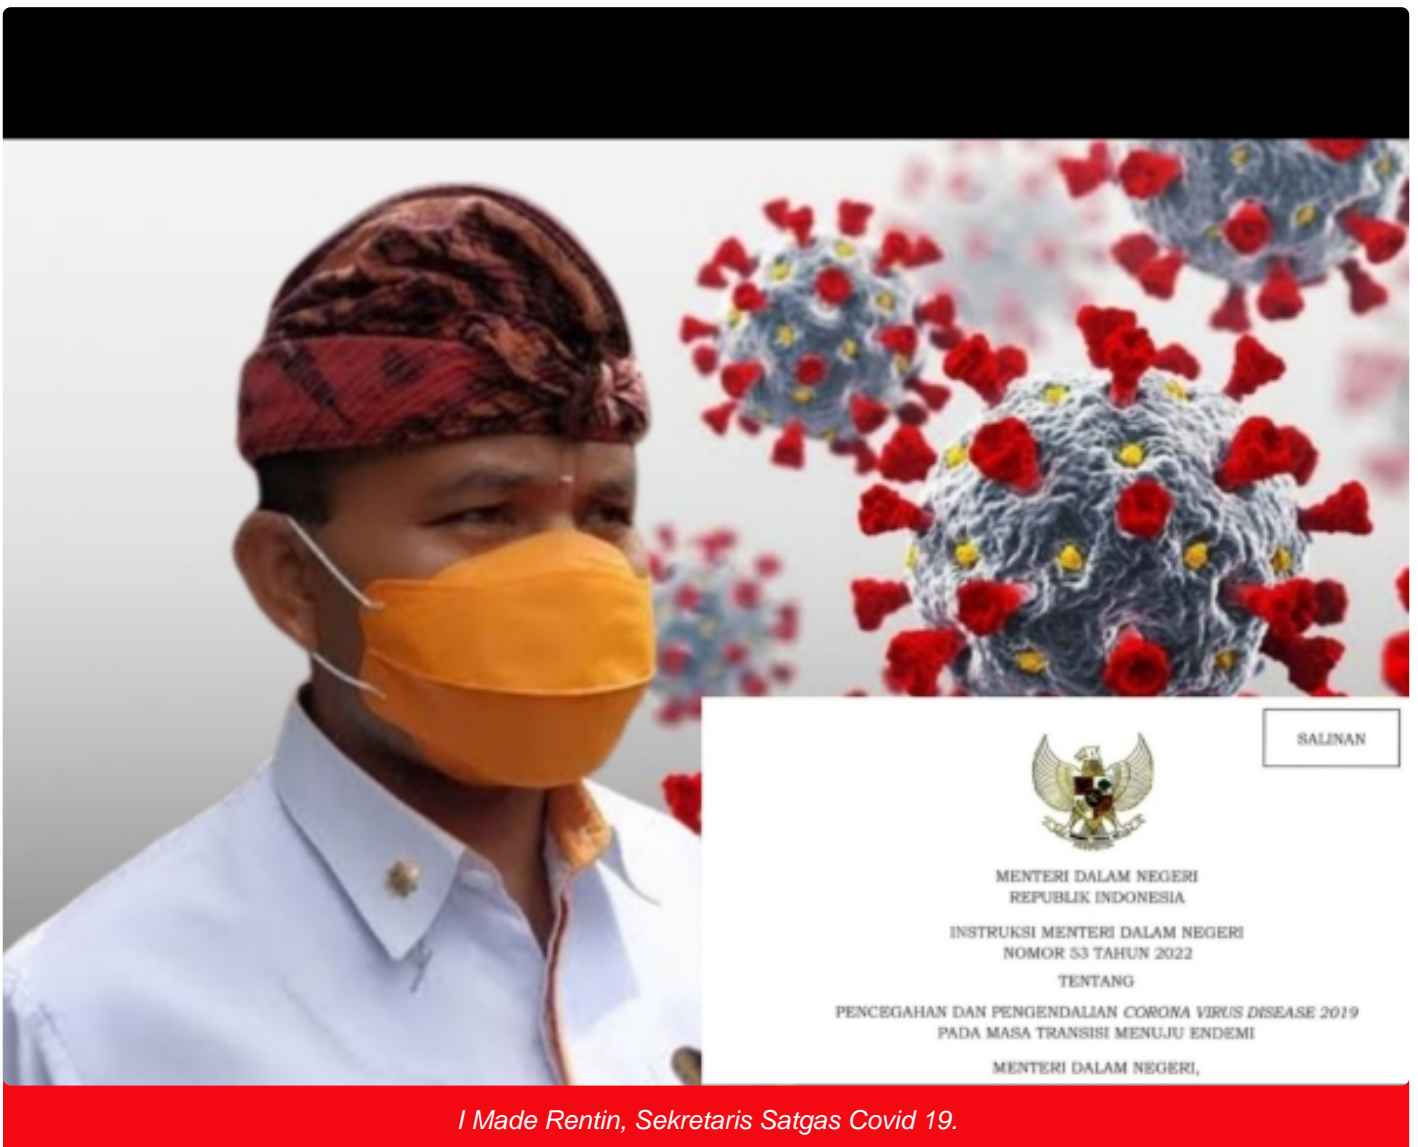 SALINAN
MENTERI DALAM NEGERI
REPUBLIK INDONESIA
INSTRUKSI MENTERI DALAM NEGERI
NOMOR 53 TAHUN 2022
TENTANG
PENCEGAHAN DAN PENGENDALIAN CORONA VIRUS DISEASE 2019
PADA MASA TRANSISI MENUJU ENDEMI
MENTERI DALAM NEGERI,
I Made Rentin, Sekretaris Satgas Covid 19.